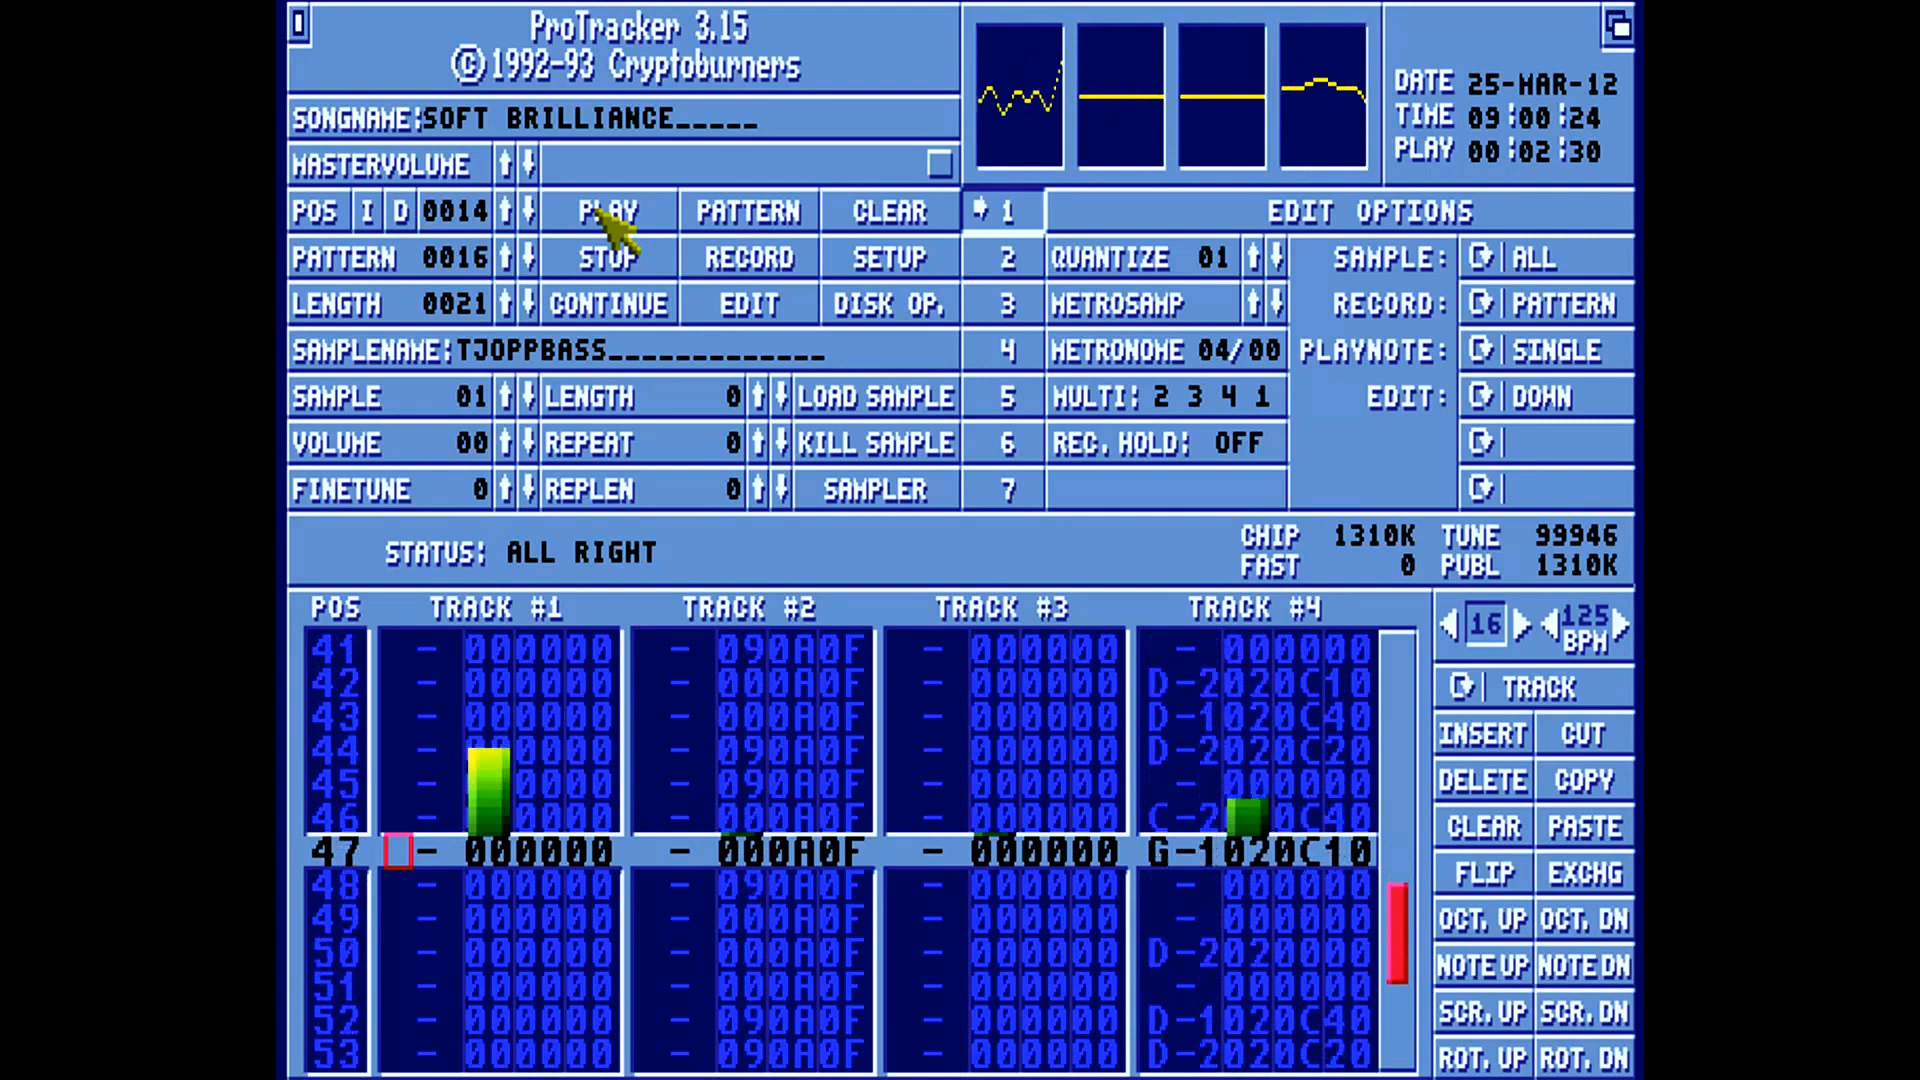 ProTracker 3.15
©1992-93 Cryptoburners
DATE 25-MAR-12
TIME 09:00:24
PLAY 00:02:30
SONGNAME:SOFT BRILLIANCE_____
MASTERVOLUME
POS I D 0014 PLAY PATTERN CLEAR 1 EDIT OPTIONS
PATTERN 0016 STOP RECORD SETUP 2 QUANTIZE 01 SAMPLE: ALL
LENGTH 0021 CONTINUE EDIT DISK OP. 3 METROSAMP RECORD: PATTERN
SAMPLENAME:TJOPPBASS_____________ 4 METRONOME 04/00 PLAYNOTE: SINGLE
SAMPLE 01 LENGTH 0 LOAD SAMPLE 5 MULTI: 2 3 4 1 EDIT: DOWN
VOLUME 00 REPEAT 0 KILL SAMPLE 6 REC. HOLD: OFF
FINETUNE 0 REPLEN 0 SAMPLER 7
STATUS: ALL RIGHT
CHIP 1310K TUNE 99946
FAST 0 PUBL 1310K
POS TRACK #1 TRACK #2 TRACK #3 TRACK #4
41 - 000000 - 090A0F - 000000 - 000000
42 - 000000 - 000A0F - 000000 D-2020C10
43 - 000000 - 000A0F - 000000 D-1020C40
44 - 000000 - 090A0F - 000000 D-2020C20
45 - 000000 - 090A0F - 000000 - 000000
46 - 000000 - 090A0F - 000000 C-2020C40
47 - 000000 - 000A0F - 000000 G-1020C10
48 - 000000 - 090A0F - 000000 - 000000
49 - 000000 - 090A0F - 000000 - 000000
50 - 000000 - 090A0F - 000000 D-2020000
51 - 000000 - 090A0F - 000000 - 000000
52 - 000000 - 090A0F - 000000 D-1020C40
53 - 000000 - 090A0F - 000000 D-2020C20
16 125 BPM
TRACK
INSERT CUT
DELETE COPY
CLEAR PASTE
FLIP EXCHG
OCT. UP OCT. DN
NOTE UP NOTE DN
SCR. UP SCR. DN
ROT. UP ROT. DN